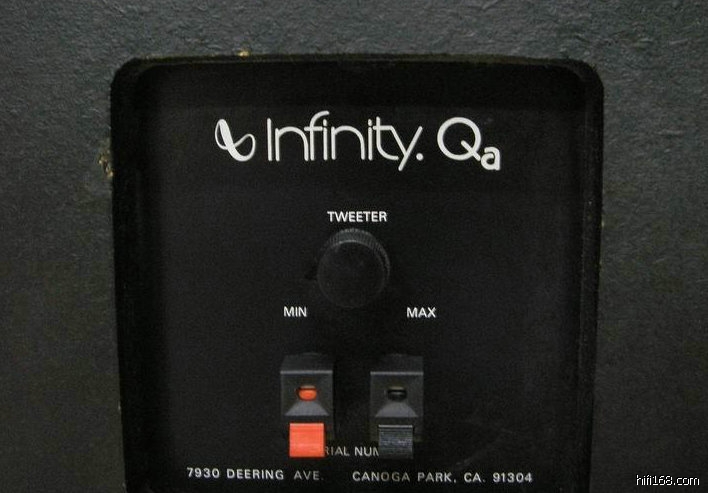 Infinity. Qa
TWEETER
MIN MAX
RIAL NUM
7930 DEERING AVE. CANOGA PARK, CA. 91304
hifi168.com